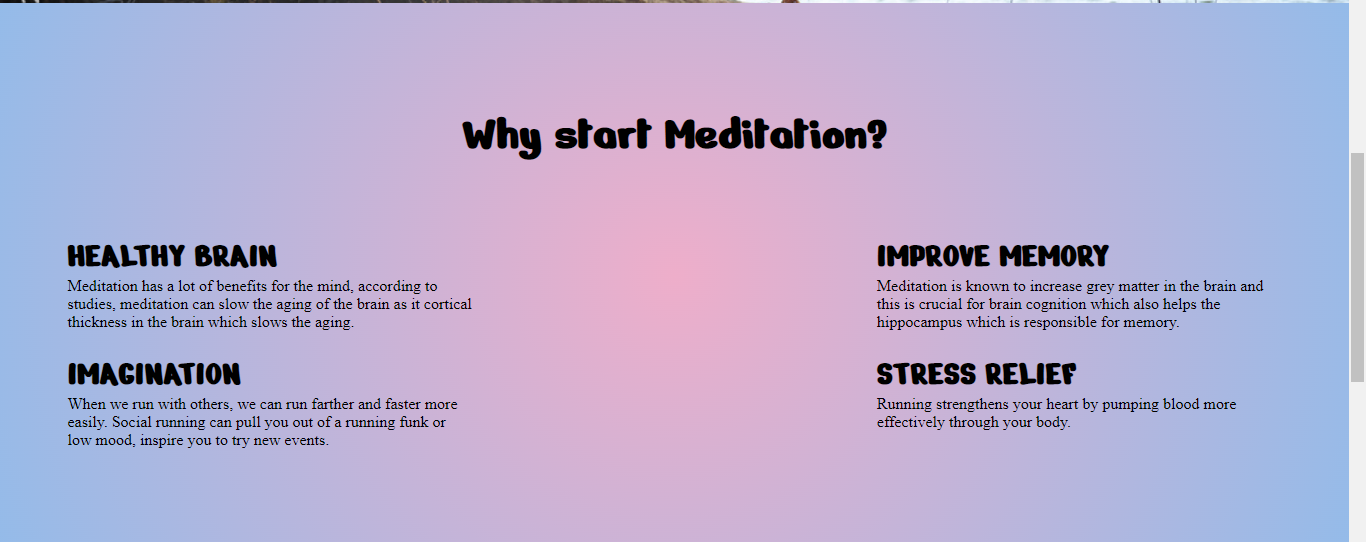 Why start Meditation?
HEALTHY BRAIN
Meditation has a lot of benefits for the mind, according to
studies, meditation can slow the aging of the brain as it cortical
thickness in the brain which slows the aging.
IMAGINATION
When we run with others, we can run farther and faster more
easily. Social running can pull you out of a running funk or
low mood, inspire you to try new events.
IMPROVE MEMORY
Meditation is known to increase grey matter in the brain and
this is crucial for brain cognition which also helps the
hippocampus which is responsible for memory.
STRESS RELIEF
Running strengthens your heart by pumping blood more
effectively through your body.